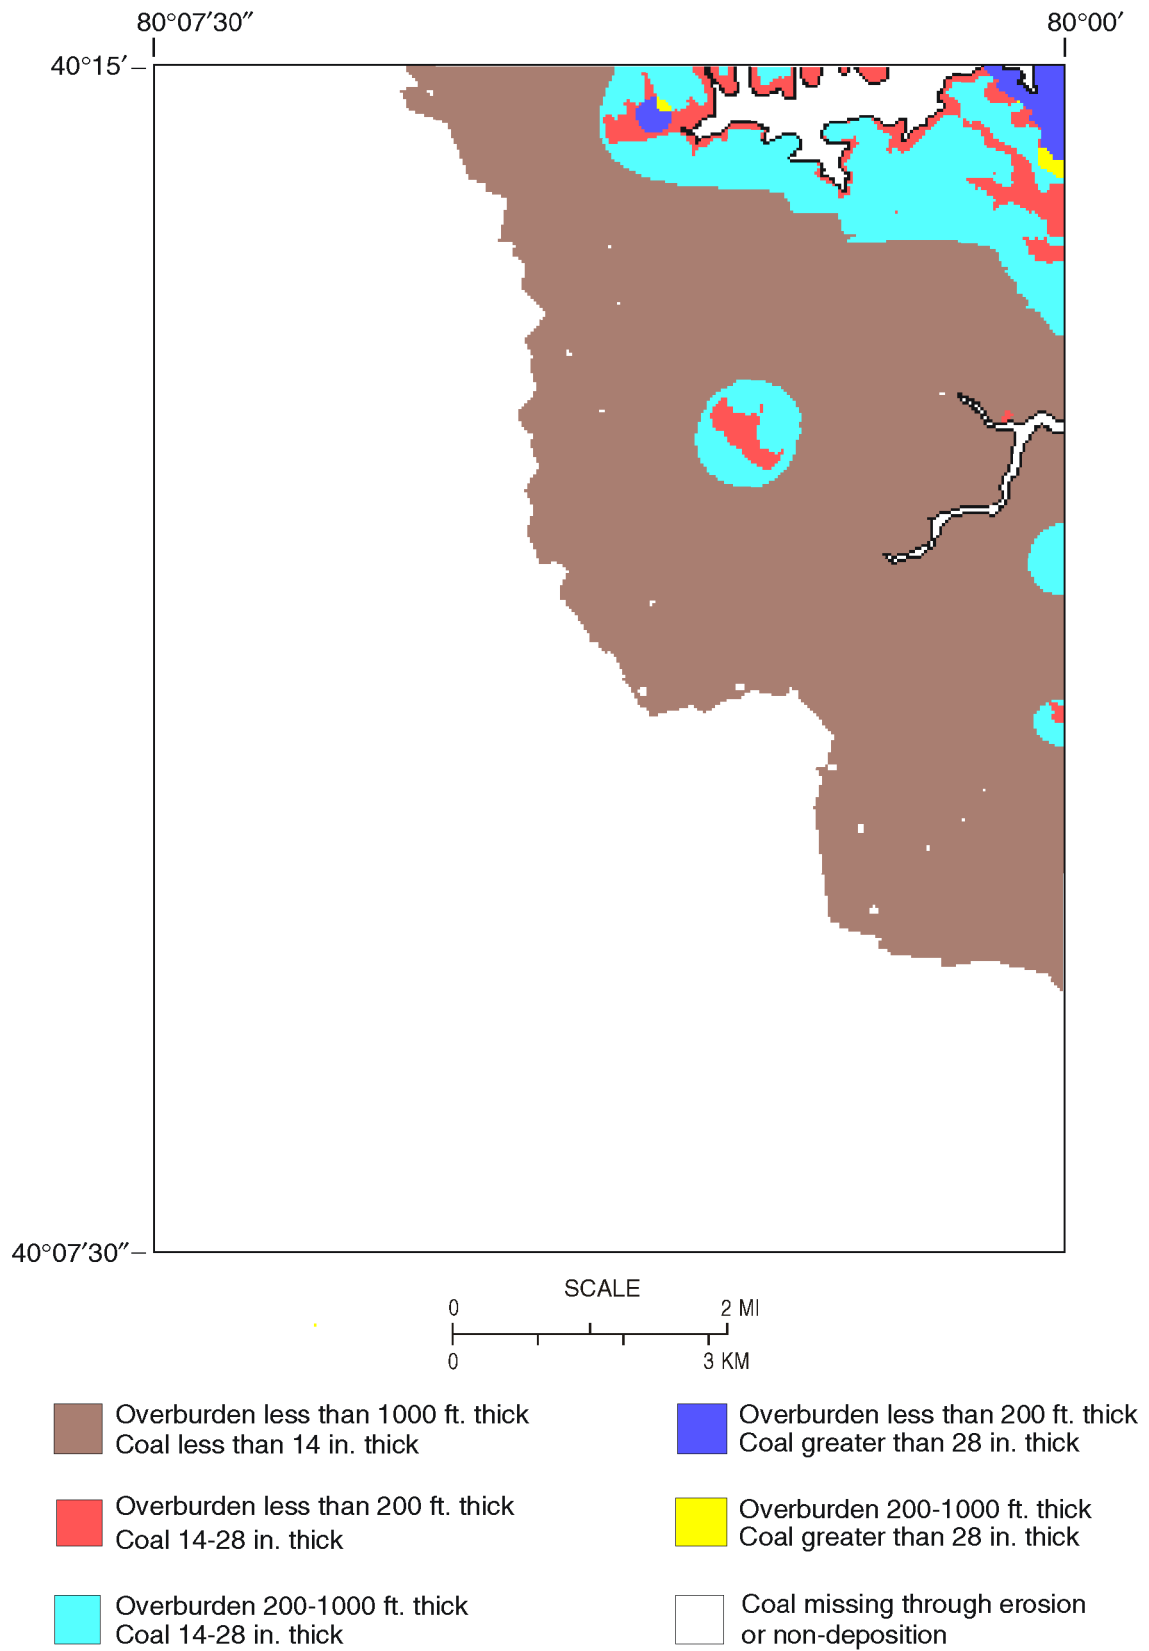 80°07′30″
80°00′
40°15′
40°07′30″
SCALE
0
2 MI
0
3 KM
Overburden less than 1000 ft. thick
Coal less than 14 in. thick
Overburden less than 200 ft. thick
Coal greater than 28 in. thick
Overburden less than 200 ft. thick
Coal 14-28 in. thick
Overburden 200-1000 ft. thick
Coal greater than 28 in. thick
Overburden 200-1000 ft. thick
Coal 14-28 in. thick
Coal missing through erosion
or non-deposition